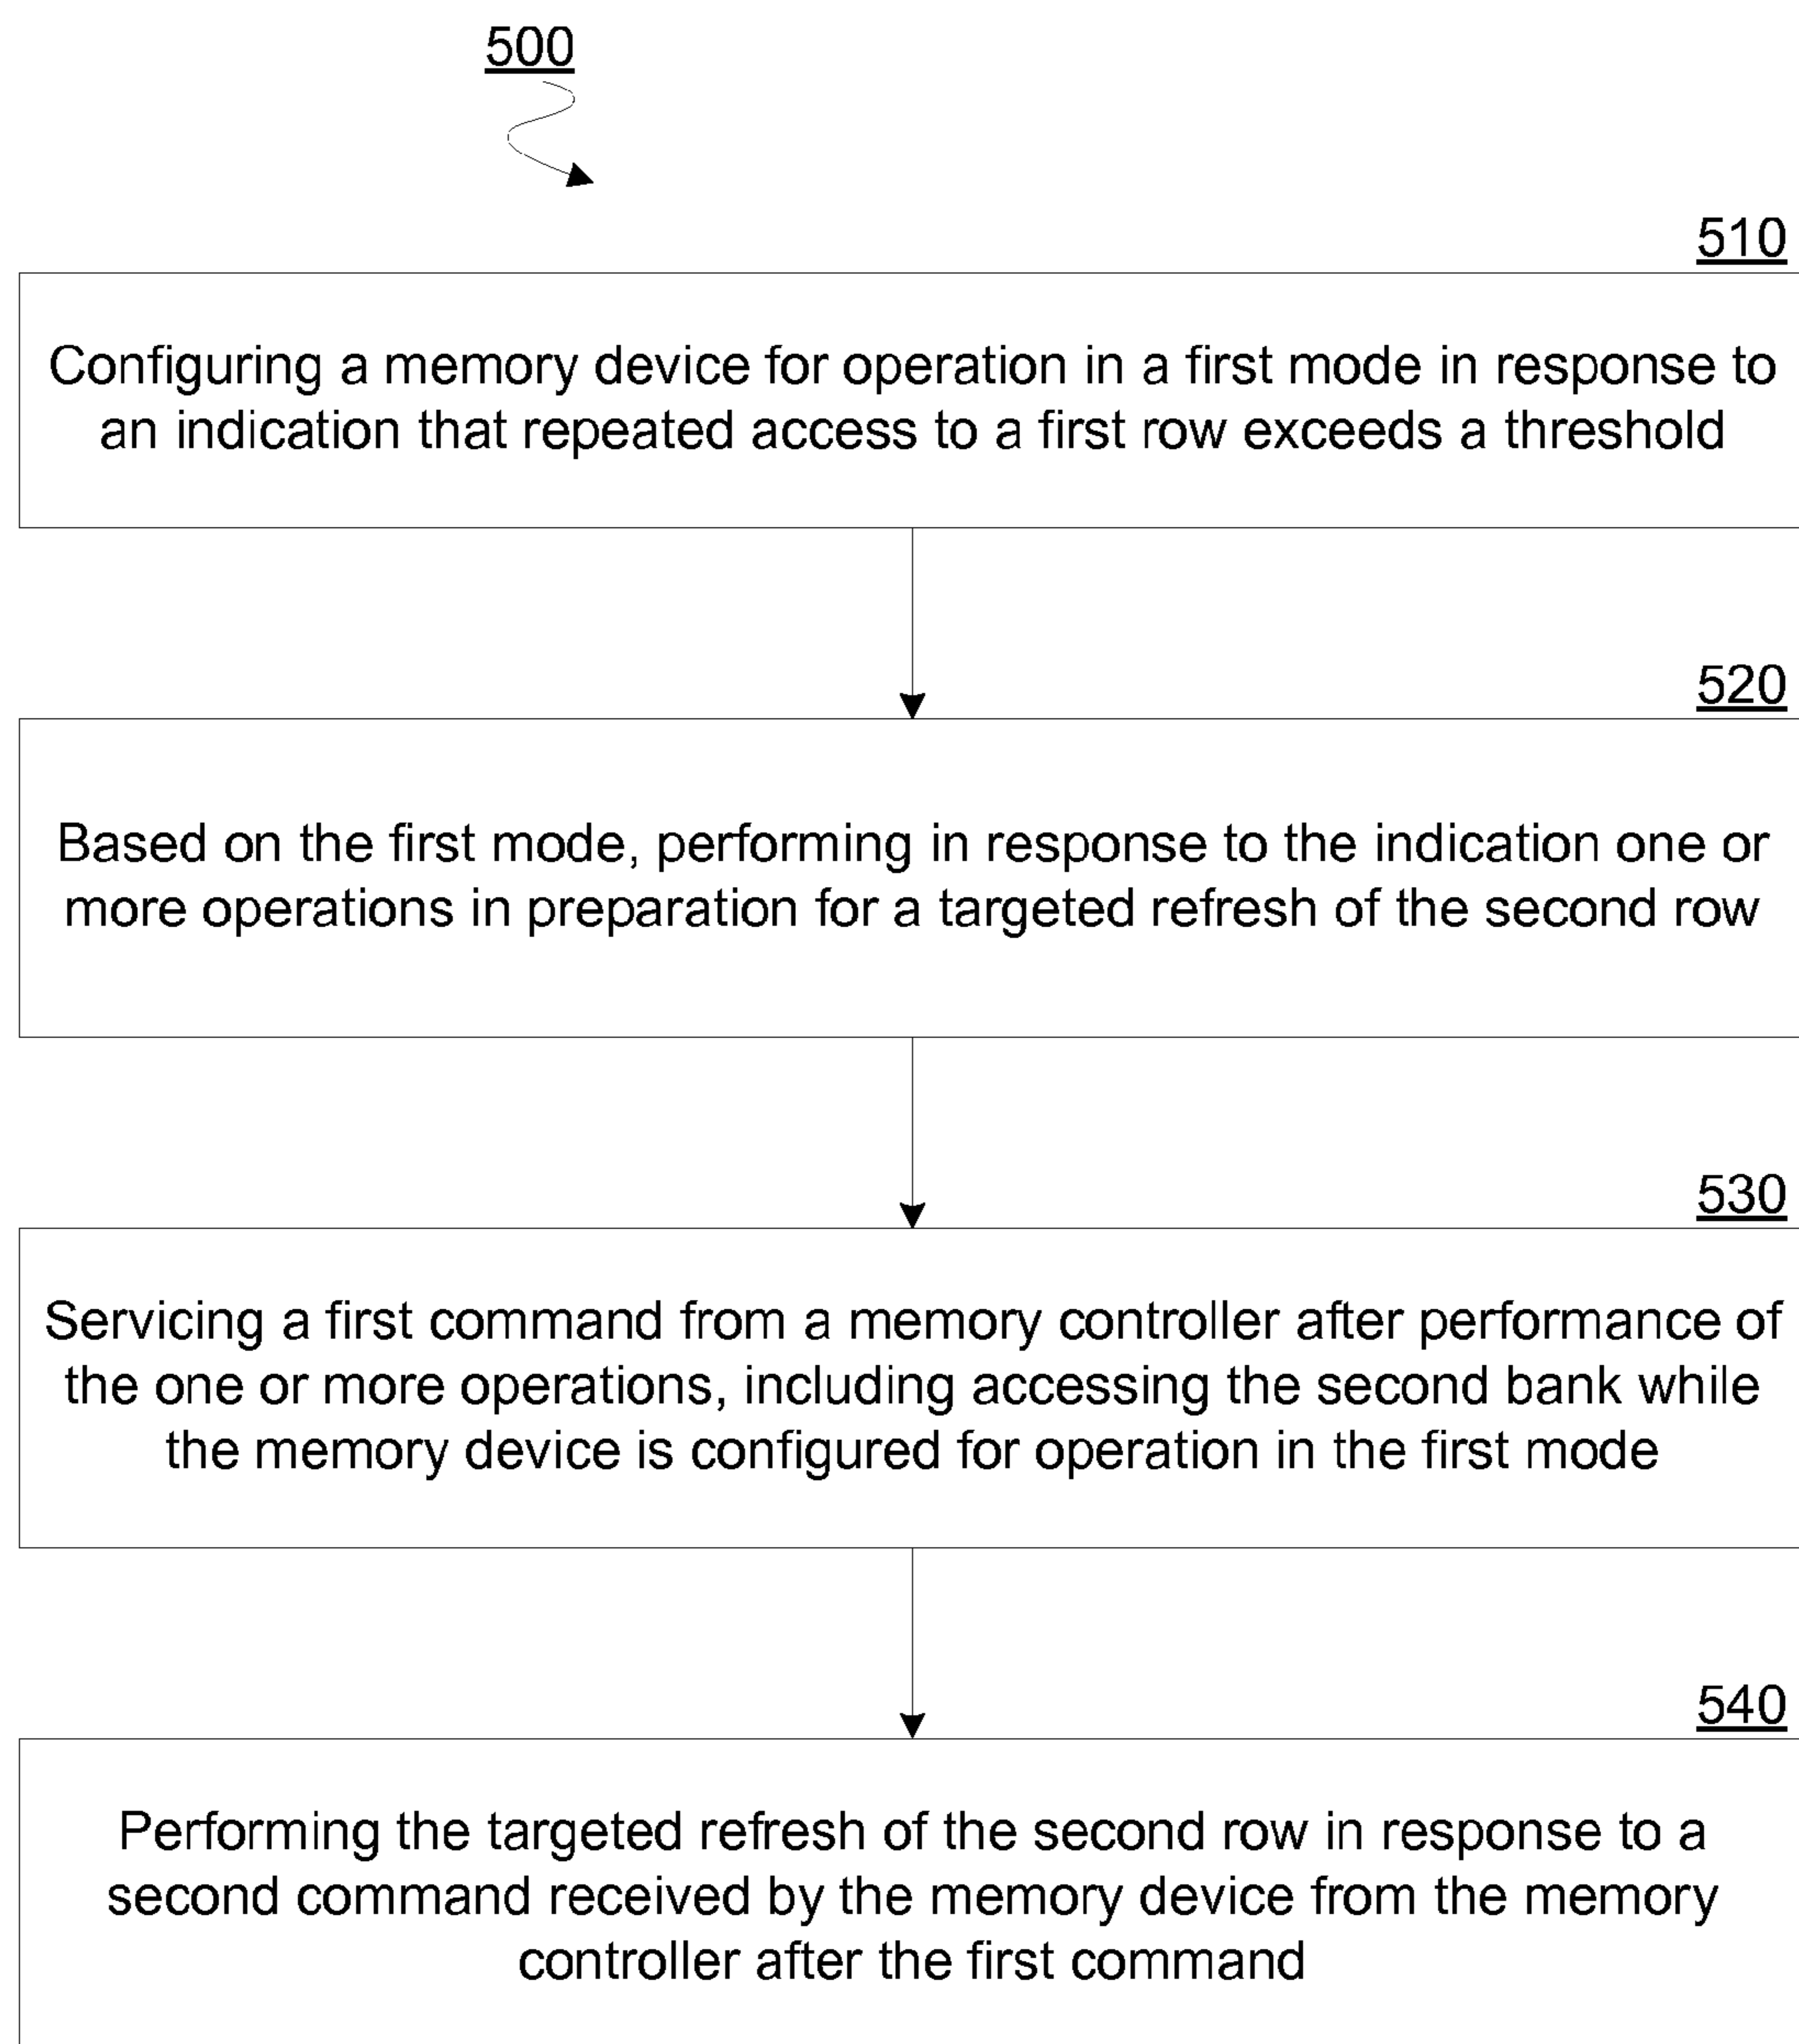 500
510
Configuring a memory device for operation in a first mode in response to
an indication that repeated access to a first row exceeds a threshold
520
Based on the first mode, performing in response to the indication one or
more operations in preparation for a targeted refresh of the second row
530
Servicing a first command from a memory controller after performance of
the one or more operations, including accessing the second bank while
the memory device is configured for operation in the first mode
540
Performing the targeted refresh of the second row in response to a
second command received by the memory device from the memory
controller after the first command